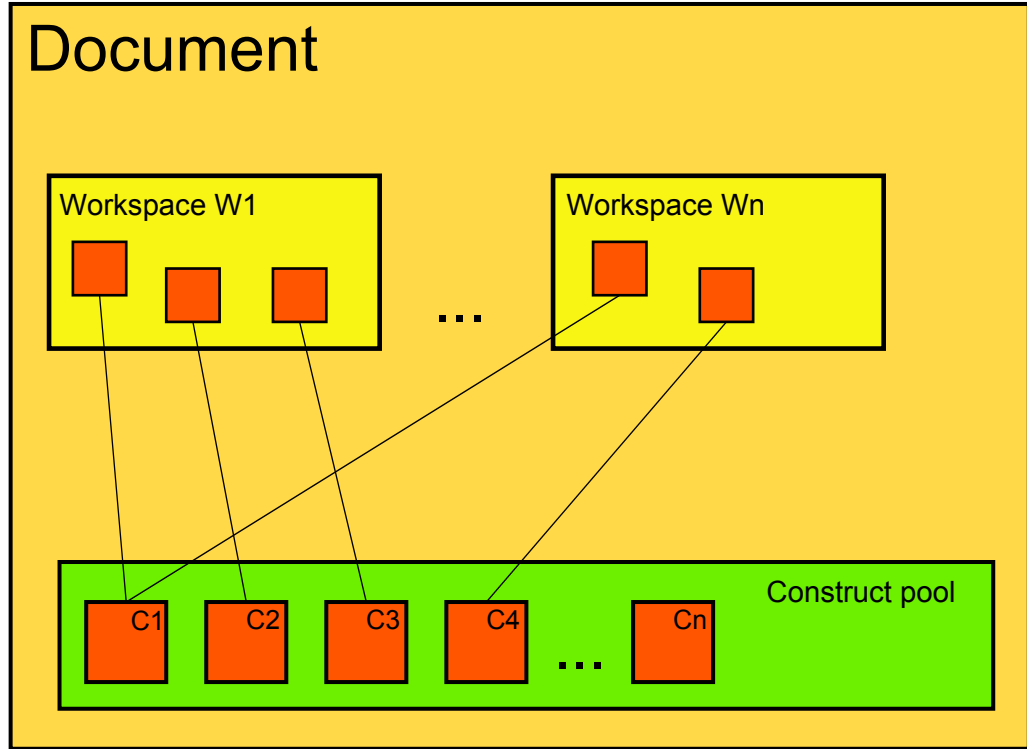 Document
Workspace W1
Workspace Wn
...
Construct pool
C1
C2
C3
C4
...
Cn